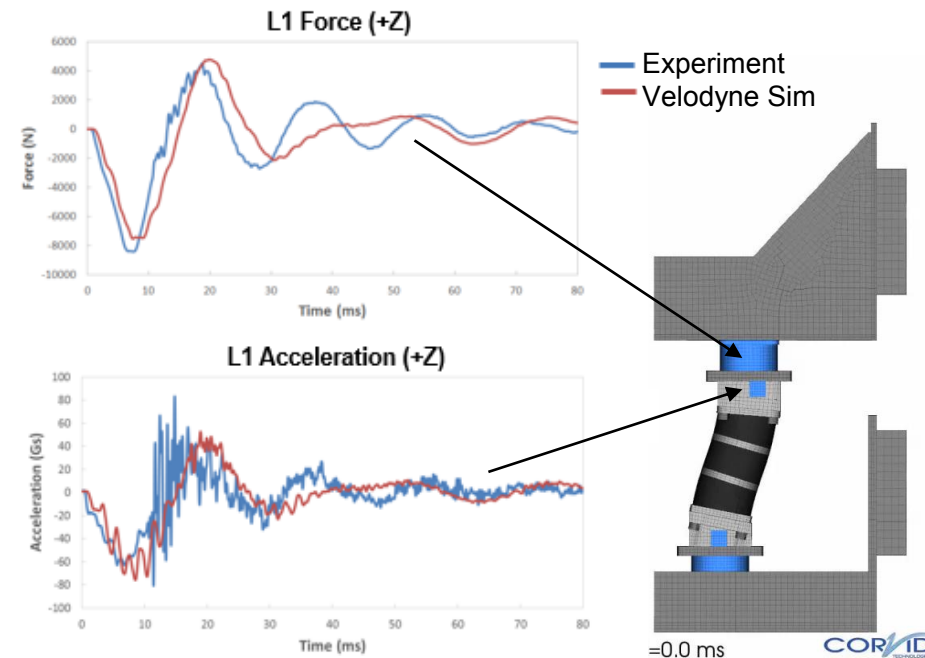 L1 Force (+Z)
6000
4000
2000
0
-2000
-4000
-6000
-8000
-10000
Force (N)
0 10 20 30 40 50 60 70 80
Time (ms)
Experiment
Velodyne Sim
L1 Acceleration (+Z)
100
80
60
40
20
0
-20
-40
-60
-80
-100
Acceleration (Gs)
0 10 20 30 40 50 60 70 80
Time (ms)
=0.0 ms
CORVID